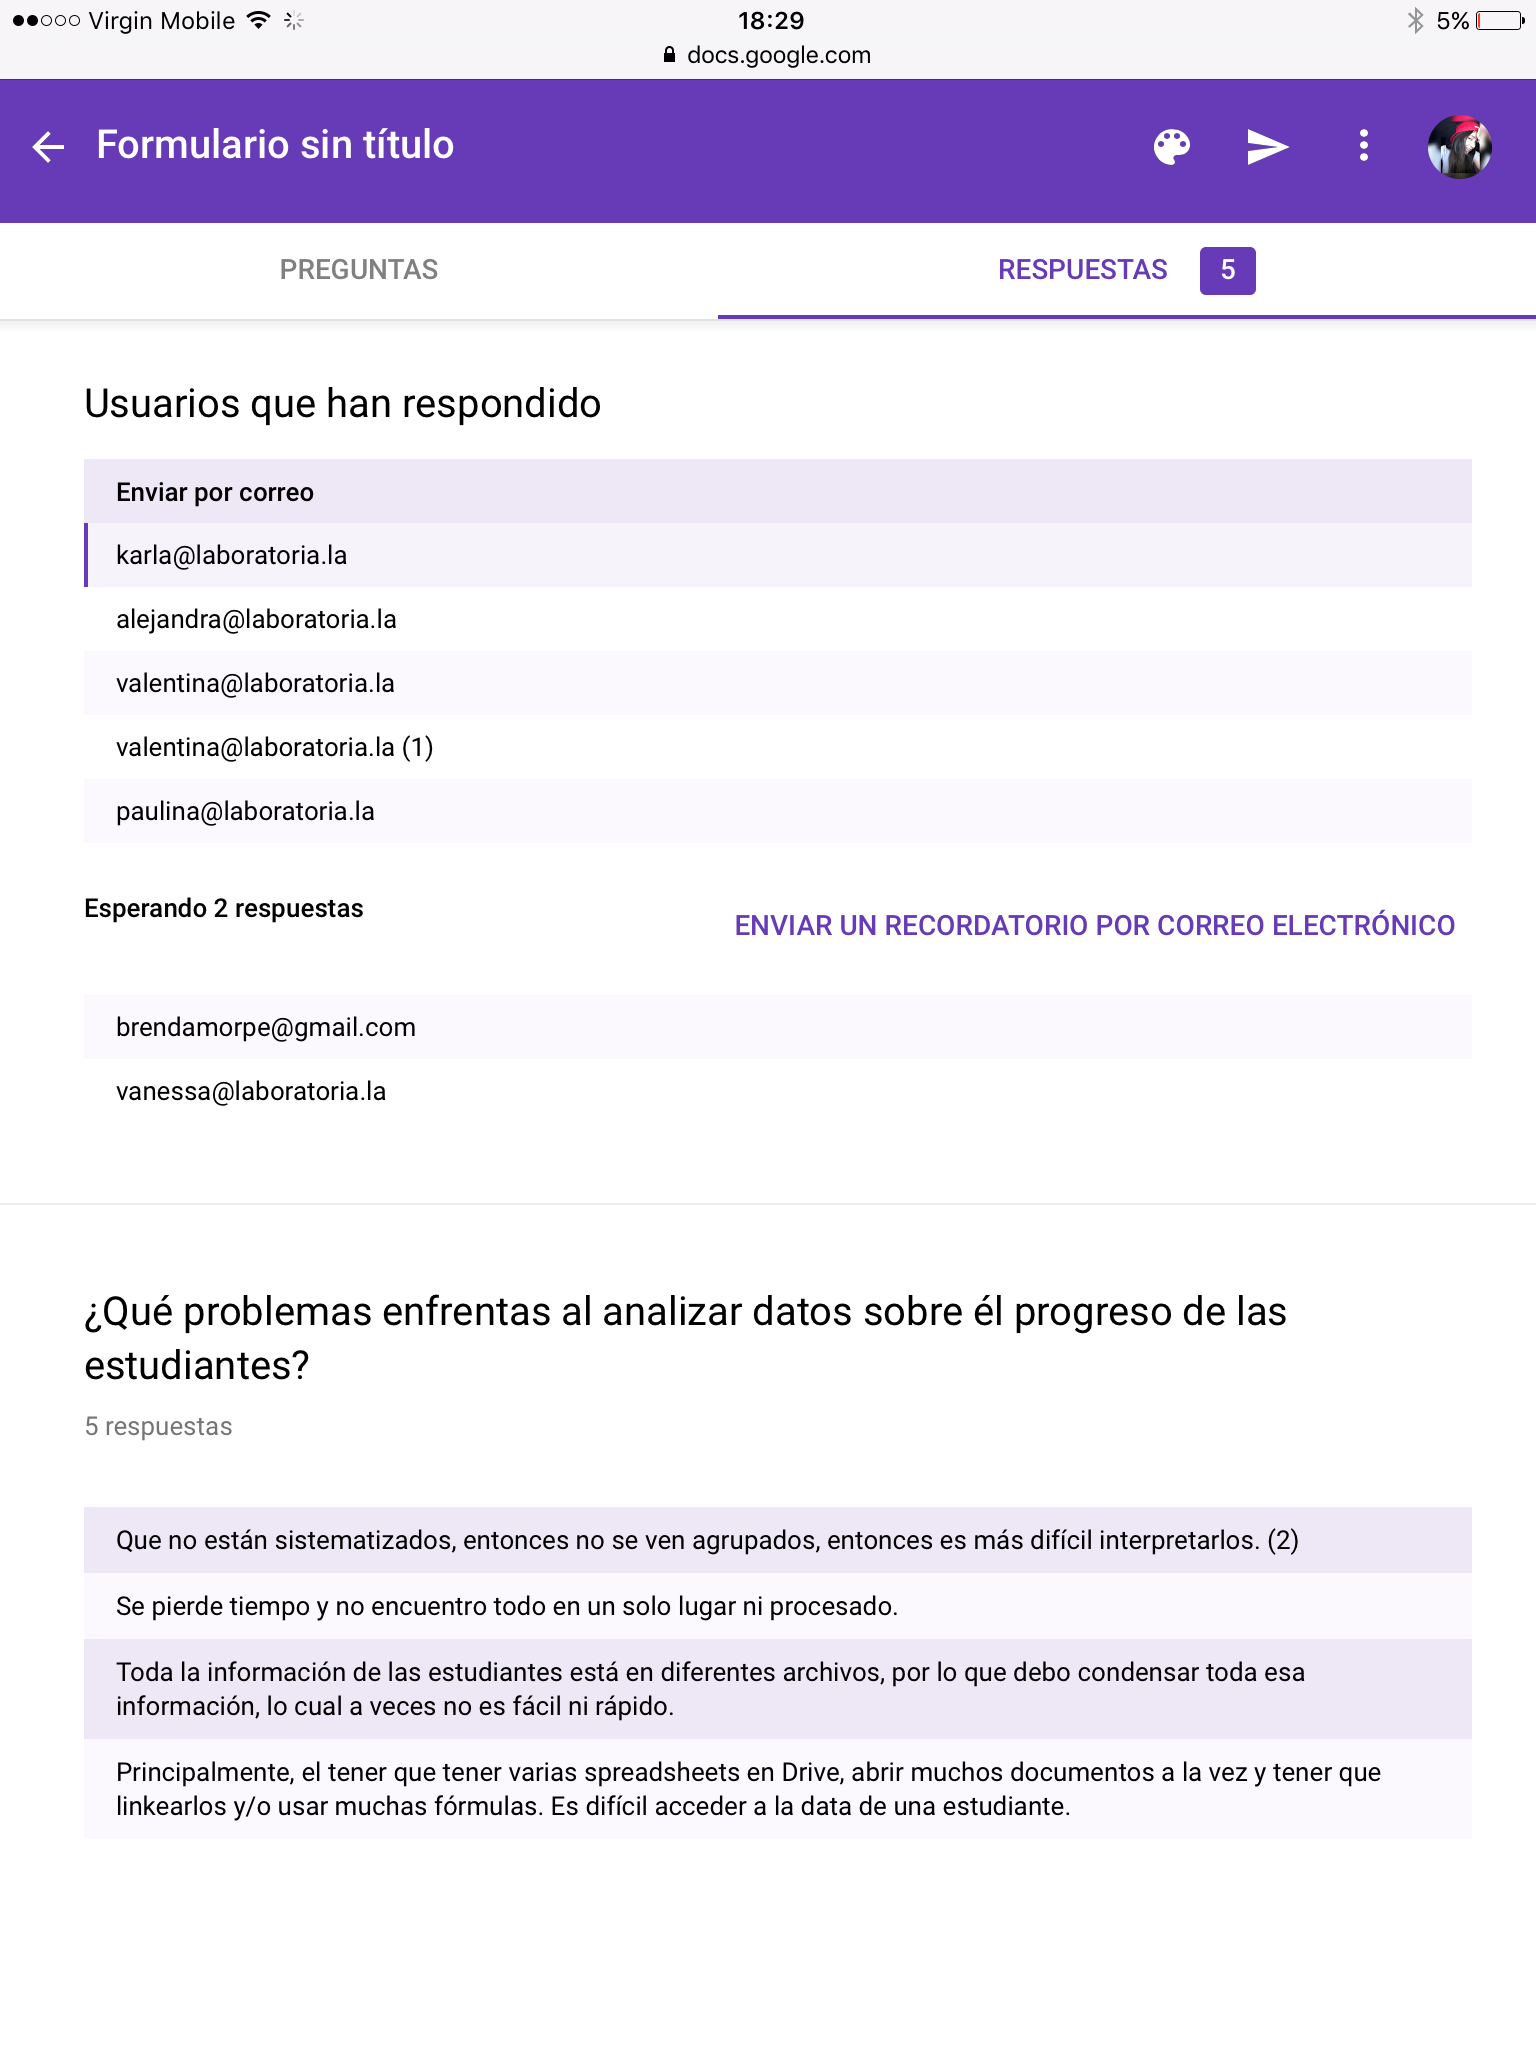 Virgin Mobile 18:29 5%
docs.google.com
Formulario sin título
PREGUNTAS RESPUESTAS 5
Usuarios que han respondido
Enviar por correo
karla@laboratoria.la
alejandra@laboratoria.la
valentina@laboratoria.la
valentina@laboratoria.la (1)
paulina@laboratoria.la
Esperando 2 respuestas
ENVIAR UN RECORDATORIO POR CORREO ELECTRÓNICO
brendamorpe@gmail.com
vanessa@laboratoria.la
¿Qué problemas enfrentas al analizar datos sobre él progreso de las
estudiantes?
5 respuestas
Que no están sistematizados, entonces no se ven agrupados, entonces es más difícil interpretarlos. (2)
Se pierde tiempo y no encuentro todo en un solo lugar ni procesado.
Toda la información de las estudiantes está en diferentes archivos, por lo que debo condensar toda esa
información, lo cual a veces no es fácil ni rápido.
Principalmente, el tener que tener varias spreadsheets en Drive, abrir muchos documentos a la vez y tener que
linkearlos y/o usar muchas fórmulas. Es difícil acceder a la data de una estudiante.